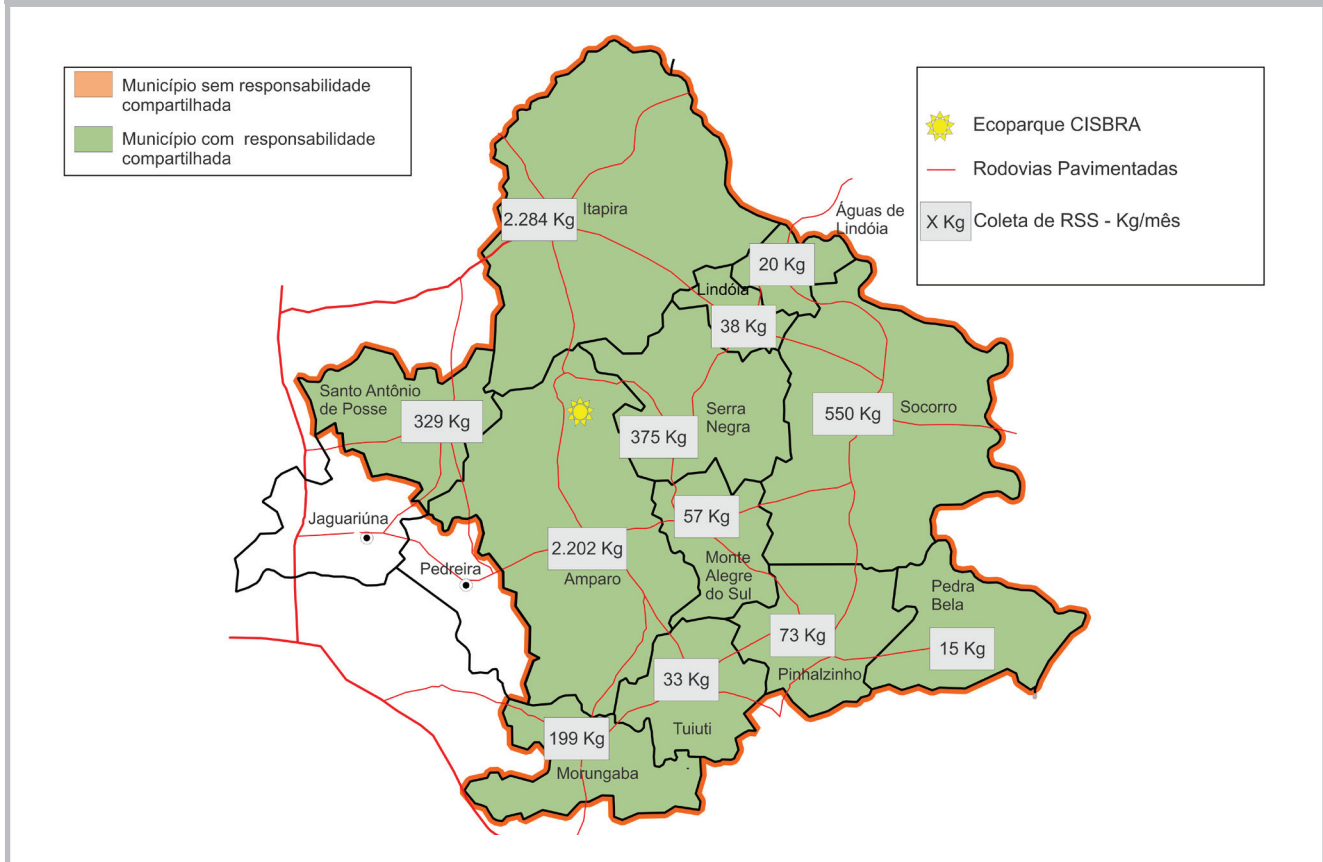 Município sem responsabilidade
compartilhada
Município com responsabilidade
compartilhada
Ecoparque CISBRA
Rodovias Pavimentadas
X Kg
Coleta de RSS - Kg/mês
2.284 Kg
Itapira
Águas de
Lindóia
20 Kg
Lindóia
38 Kg
Santo Antônio
de Posse
329 Kg
Serra
Negra
375 Kg
550 Kg
Socorro
57 Kg
Jaguariúna
Pedreira
2.202 Kg
Amparo
Monte
Alegre
do Sul
Pedra
Bela
15 Kg
73 Kg
Pinhalzinho
33 Kg
Tuiuti
199 Kg
Morungaba